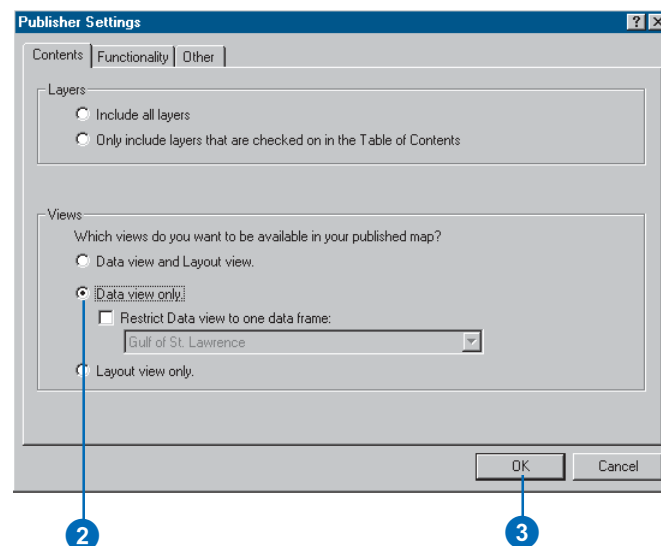 Publisher Settings
Contents Functionality Other
Layers
Include all layers
Only include layers that are checked on in the Table of Contents
Views
Which views do you want to be available in your published map?
Data view and Layout view.
Data view only.
Restrict Data view to one data frame:
Gulf of St. Lawrence
Layout view only.
OK Cancel
2 3